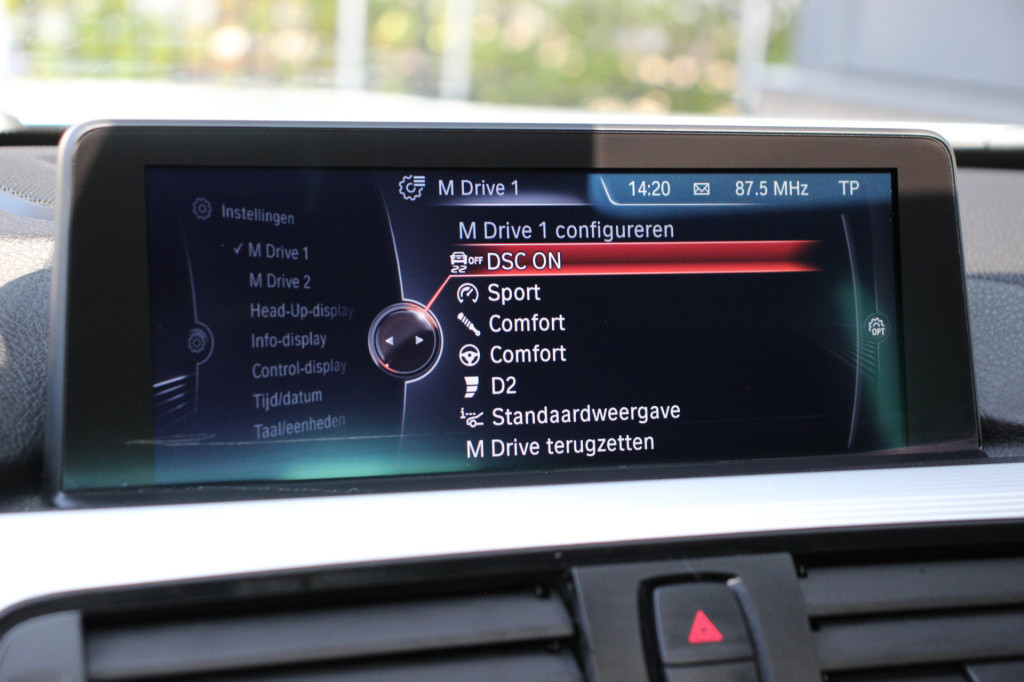 M Drive 1
14:20
87.5 MHz
TP
Instellingen
✓ M Drive 1
M Drive 2
Head-Up-display
Info-display
Control-display
Tijd/datum
Taal/eenheden
M Drive 1 configureren
OFF DSC ON
Sport
Comfort
Comfort
D2
Standaardweergave
M Drive terugzetten
OPT